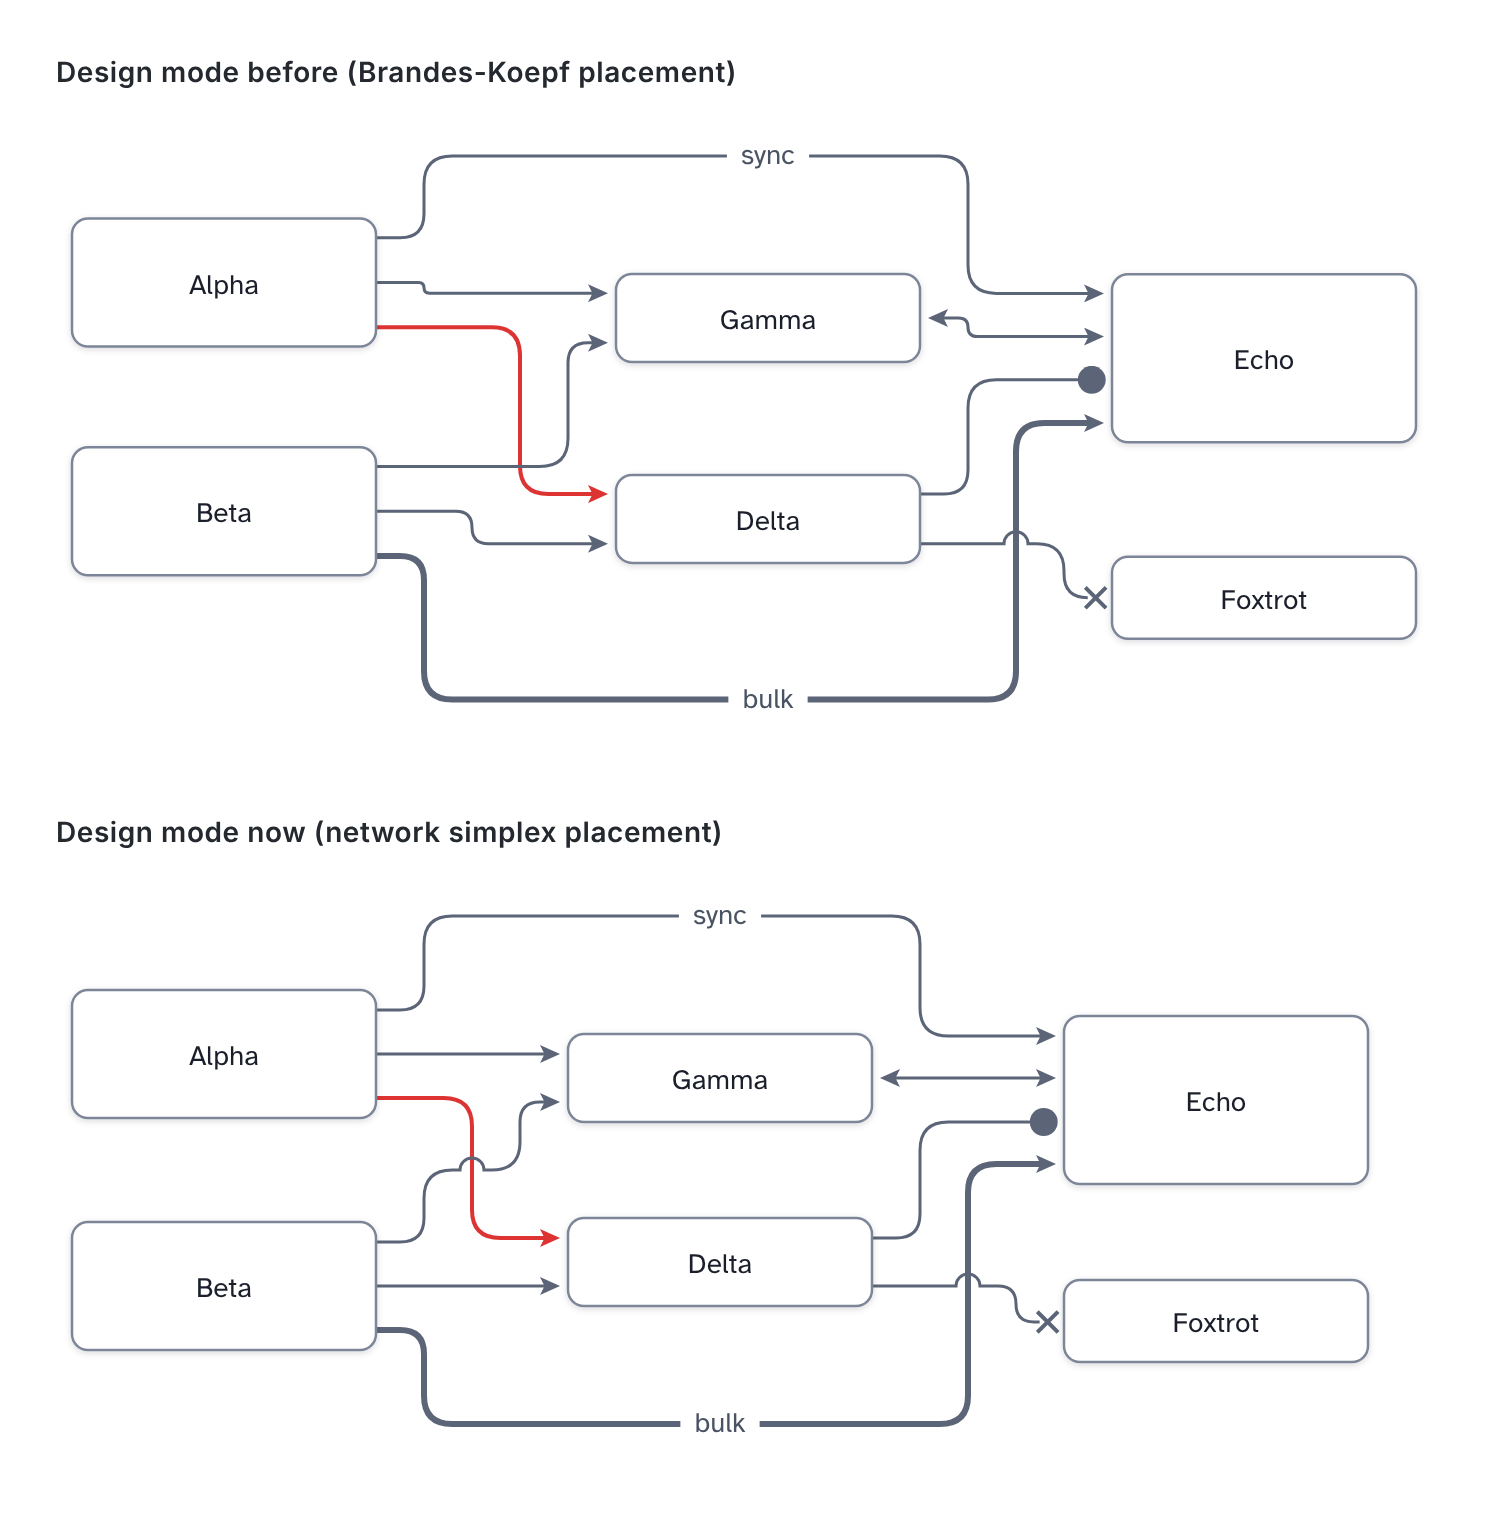 Design mode before (Brandes-Koepf placement)
sync
Alpha
Gamma
Echo
Beta
Delta
Foxtrot
bulk
Design mode now (network simplex placement)
sync
Alpha
Gamma
Echo
Beta
Delta
Foxtrot
bulk